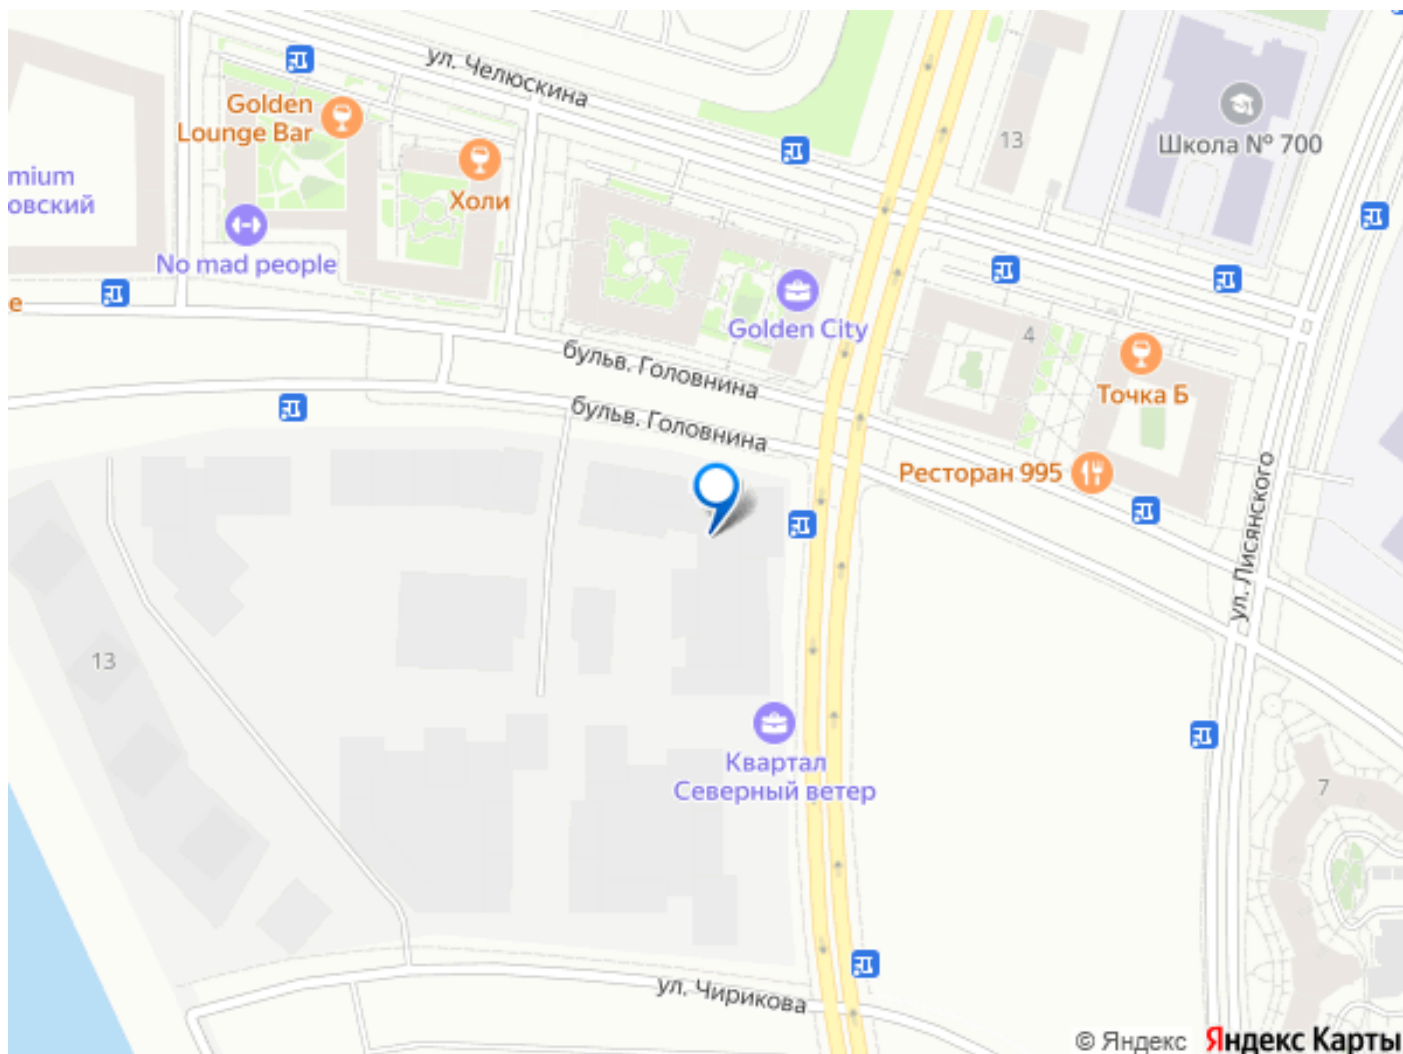 ул. Челюскина
Golden
Lounge Bar
Холи
13
Школа № 700
mium
овский
No mad people
Golden City
4
Точка Б
е
бульв. Головнина
бульв. Головнина
Ресторан 995
ул. Лисянского
13
Квартал
Северный ветер
7
ул. Чирикова
© Яндекс Яндекс Карты